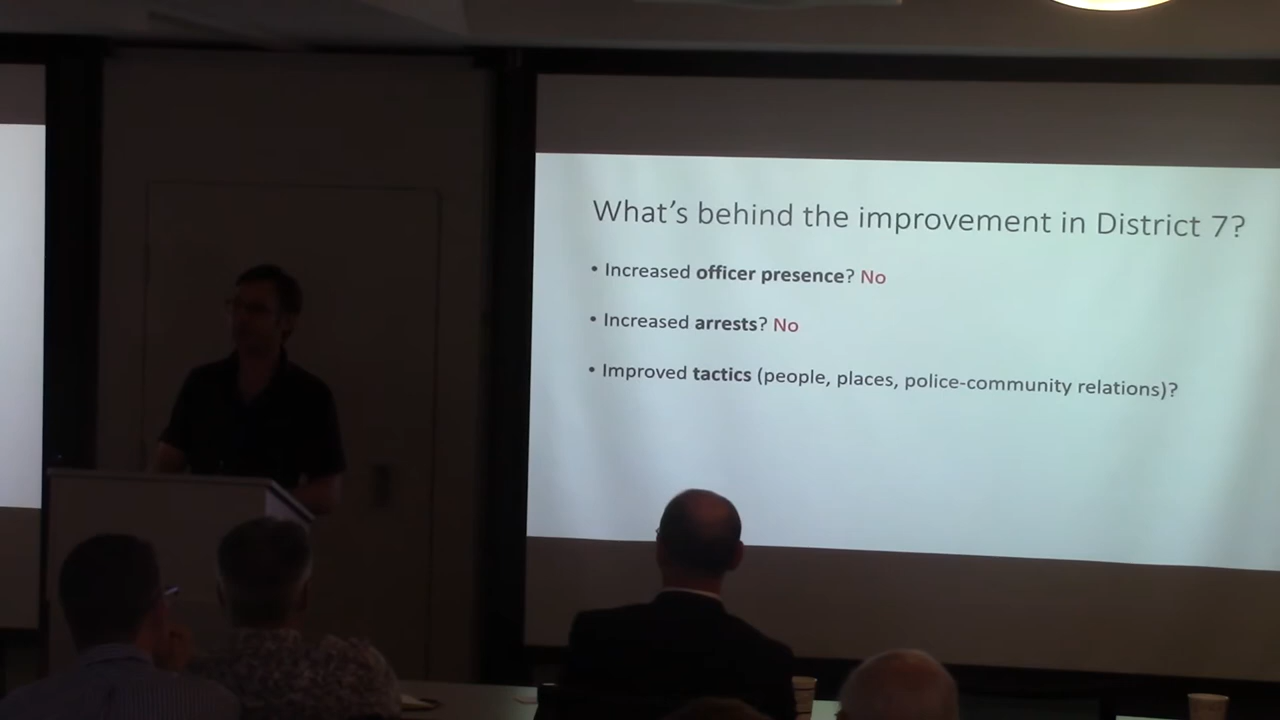 What's behind the improvement in District 7?
• Increased officer presence? No
• Increased arrests? No
• Improved tactics (people, places, police-community relations)?